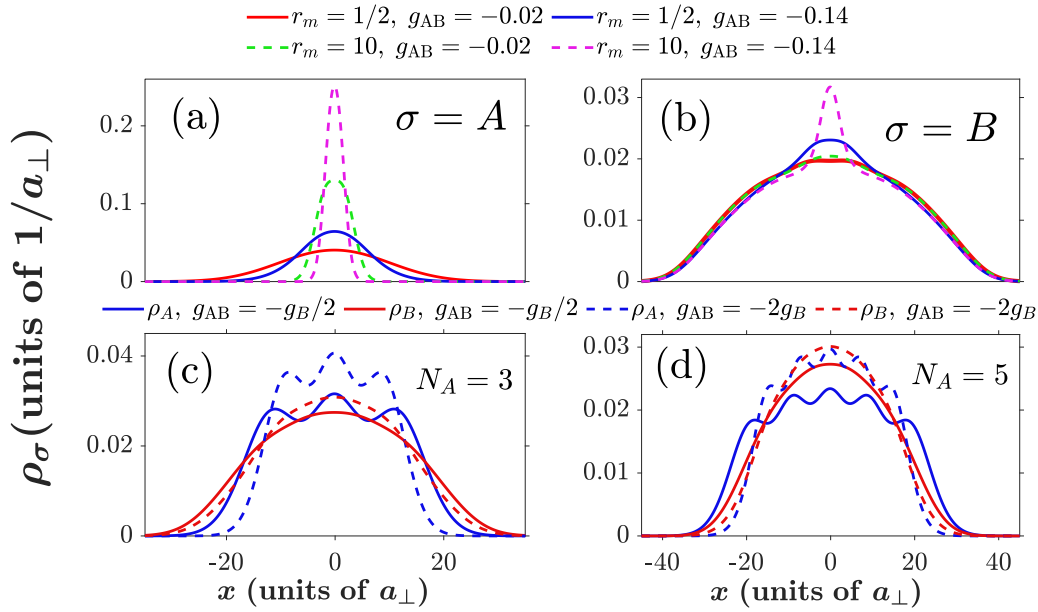 r_m = 1/2, g_AB = −0.02 r_m = 1/2, g_AB = −0.14
r_m = 10, g_AB = −0.02 r_m = 10, g_AB = −0.14
(a) σ = A
0.2
0.1
0
(b) σ = B
0.03
0.02
0.01
0
ρ_σ(units of 1/a_⊥)
ρ_A, g_AB = −g_B/2 ρ_B, g_AB = −g_B/2 ρ_A, g_AB = −2g_B ρ_B, g_AB = −2g_B
(c) N_A = 3
0.04
0.02
0
-20 0 20
x (units of a_⊥)
(d) N_A = 5
0.03
0.02
0.01
0
-40 -20 0 20 40
x (units of a_⊥)